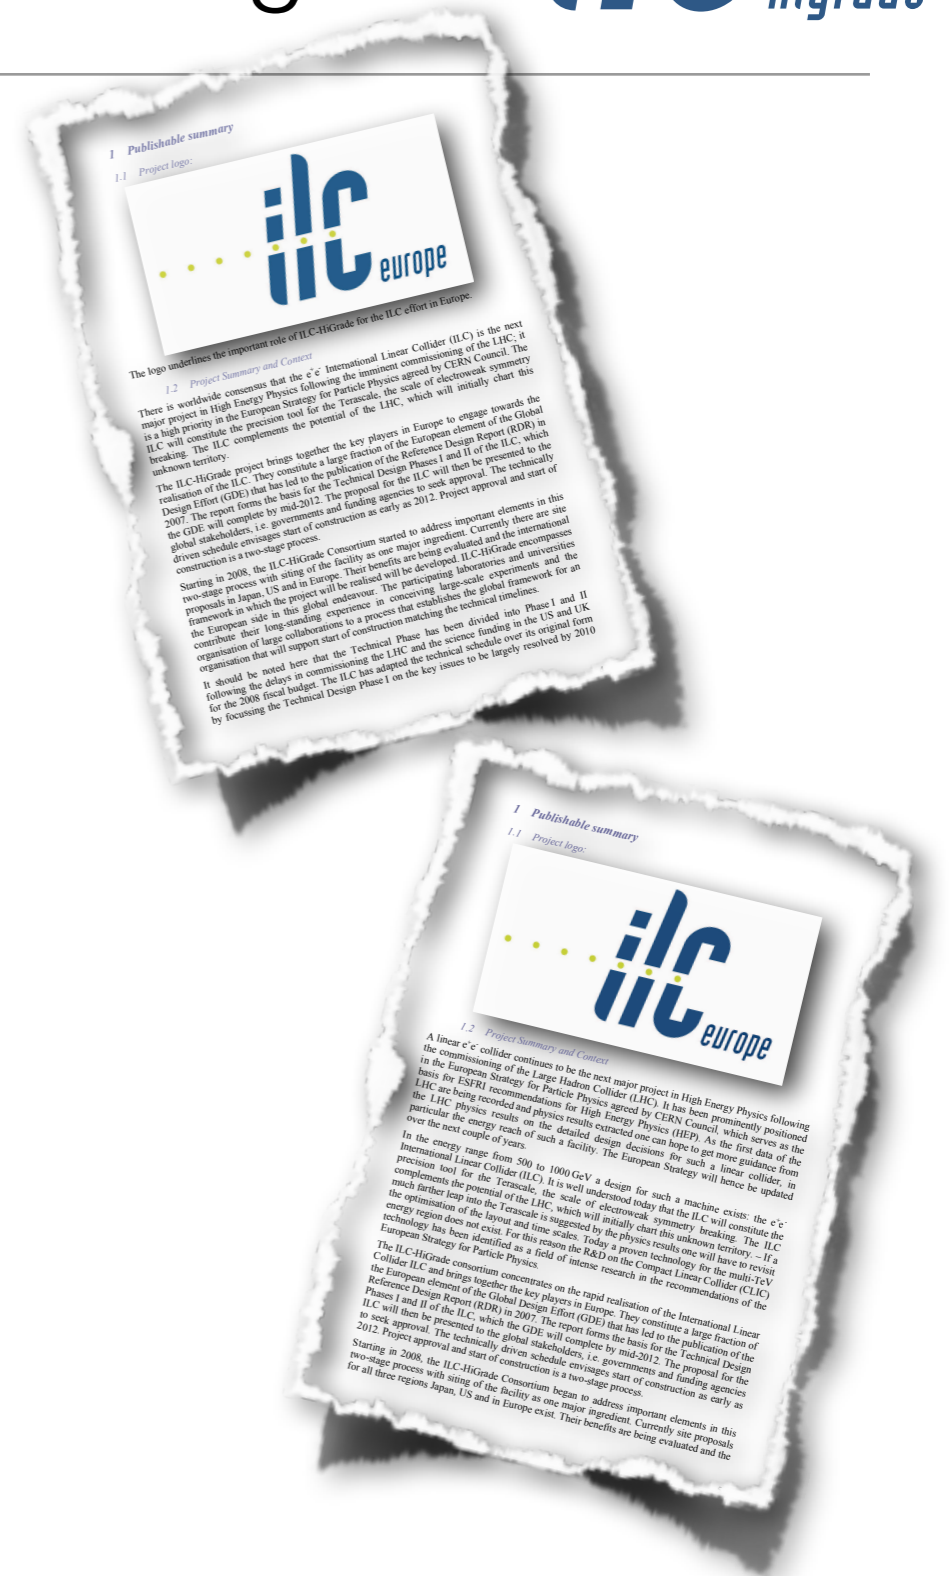 1 Publishable summary
1.1 Project logo:
ilc europe
The logo underlines the important role of ILC-HiGrade for the ILC effort in Europe.
1.2 Project Summary and Context
There is worldwide consensus that the e⁺e⁻ International Linear Collider (ILC) is the next
major project in High Energy Physics following the imminent commissioning of the LHC; it
is a high priority in the European Strategy for Particle Physics agreed by CERN Council. The
ILC will constitute the precision tool for the Terascale, the scale of electroweak symmetry
breaking. The ILC complements the potential of the LHC, which will initially chart this
unknown territory.
The ILC-HiGrade project brings together the key players in Europe to engage towards the
realisation of the ILC. They constitute a large fraction of the European element of the Global
Design Effort (GDE) that has led to the publication of the Reference Design Report (RDR) in
2007. The report forms the basis for the Technical Design Phases I and II of the ILC, which
the GDE will complete by mid-2012. The proposal for the ILC will then be presented to the
global stakeholders, i.e. governments and funding agencies to seek approval. The technically
driven schedule envisages start of construction as early as 2012. Project approval and start of
construction is a two-stage process.
Starting in 2008, the ILC-HiGrade Consortium started to address important elements in this
two-stage process with siting of the facility as one major ingredient. Currently there are site
proposals in Japan, US and in Europe. Their benefits are being evaluated and the international
framework in which the project will be realised will be developed. ILC-HiGrade encompasses
the European side in this global endeavour. The participating laboratories and universities
contribute their long-standing experience in conceiving large-scale experiments and the
organisation of large collaborations to a process that establishes the global framework for an
organisation that will support start of construction matching the technical timelines.
It should be noted here that the Technical Phase has been divided into Phase I and II
following the delays in commissioning the LHC and the science funding in the US and UK
for the 2008 fiscal budget. The ILC has adapted the technical schedule over its original form
by focussing the Technical Design Phase I on the key issues to be largely resolved by 2010
1 Publishable summary
1.1 Project logo:
ilc europe
1.2 Project Summary and Context
A linear e⁺e⁻ collider continues to be the next major project in High Energy Physics following
the commissioning of the Large Hadron Collider (LHC). It has been prominently positioned
in the European Strategy for Particle Physics agreed by CERN Council, which serves as the
basis for ESFRI recommendations for High Energy Physics (HEP). As the first data of the
LHC are being recorded and physics results extracted one can hope to get more guidance from
the LHC physics results on the detailed design decisions for such a linear collider, in
particular the energy reach of such a facility. The European Strategy will hence be updated
over the next couple of years.
In the energy range from 500 to 1000 GeV a design for such a machine exists: the e⁺e⁻
International Linear Collider (ILC). It is well understood today that the ILC will constitute the
precision tool for the Terascale, the scale of electroweak symmetry breaking. The ILC
complements the potential of the LHC, which will initially chart this unknown territory. – If a
much farther leap into the Terascale is suggested by the physics results one will have to revisit
the optimisation of the layout and time scales. Today a proven technology for the multi-TeV
energy region does not exist. For this reason the R&D on the Compact Linear Collider (CLIC)
technology has been identified as a field of intense research in the recommendations of the
European Strategy for Particle Physics.
The ILC-HiGrade consortium concentrates on the rapid realisation of the International Linear
Collider ILC and brings together the key players in Europe. They constitute a large fraction of
the European element of the Global Design Effort (GDE) that has led to the publication of the
Reference Design Report (RDR) in 2007. The report forms the basis for the Technical Design
Phases I and II of the ILC, which the GDE will complete by mid-2012. The proposal for the
ILC will then be presented to the global stakeholders, i.e. governments and funding agencies
to seek approval. The technically driven schedule envisages start of construction as early as
2012. Project approval and start of construction is a two-stage process.
Starting in 2008, the ILC-HiGrade Consortium began to address important elements in this
two-stage process with siting of the facility as one major ingredient. Currently site proposals
for all three regions Japan, US and in Europe exist. Their benefits are being evaluated and the